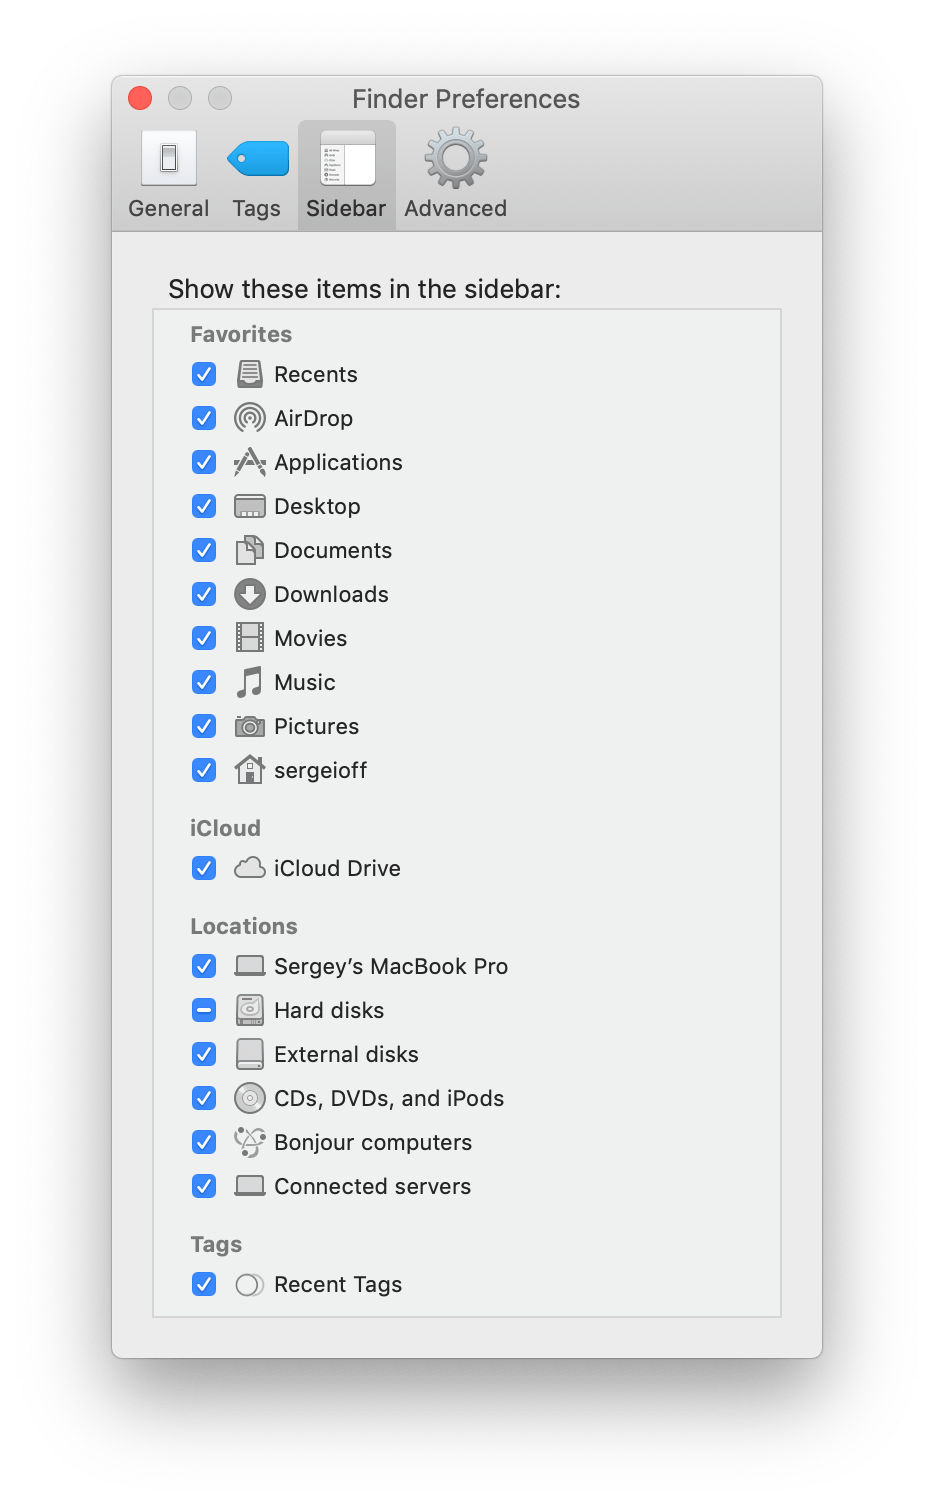 Finder Preferences
General Tags Sidebar Advanced
Show these items in the sidebar:
Favorites
Recents
AirDrop
Applications
Desktop
Documents
Downloads
Movies
Music
Pictures
sergeioff
iCloud
iCloud Drive
Locations
Sergey’s MacBook Pro
Hard disks
External disks
CDs, DVDs, and iPods
Bonjour computers
Connected servers
Tags
Recent Tags